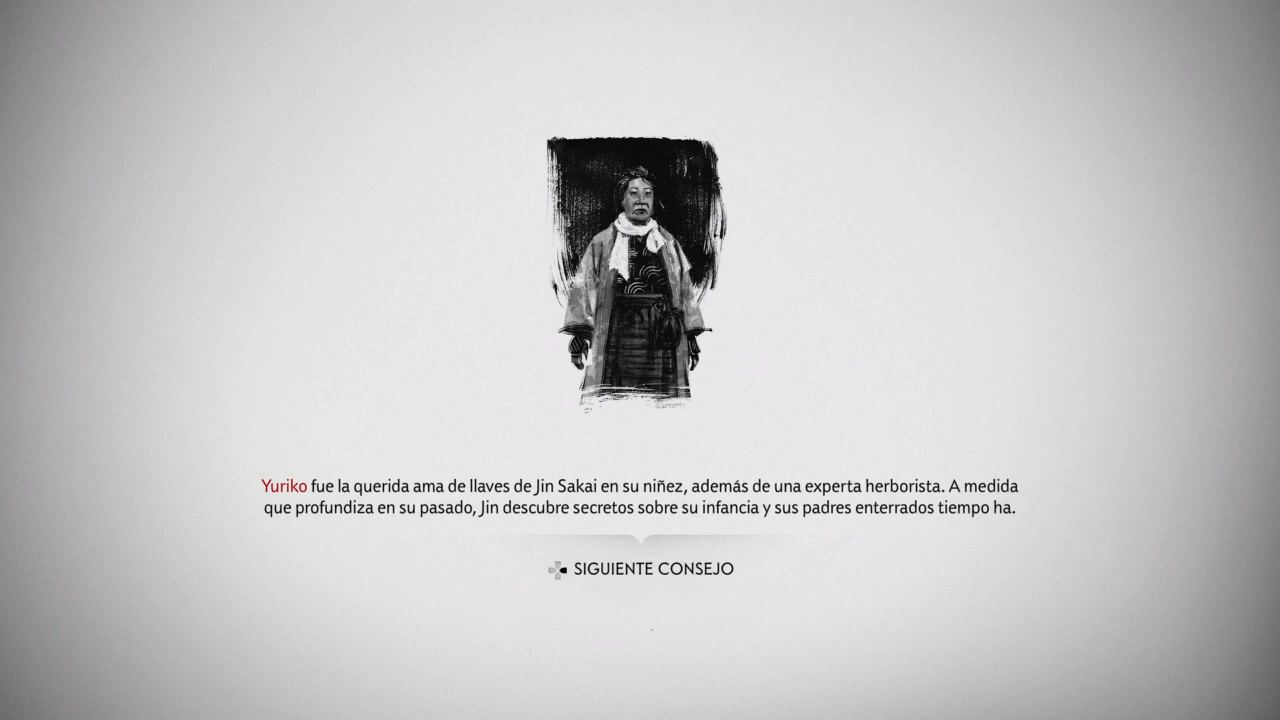 Yuriko fue la querida ama de llaves de Jin Sakai en su niñez, además de una experta herborista. A medida
que profundiza en su pasado, Jin descubre secretos sobre su infancia y sus padres enterrados tiempo ha.
SIGUIENTE CONSEJO